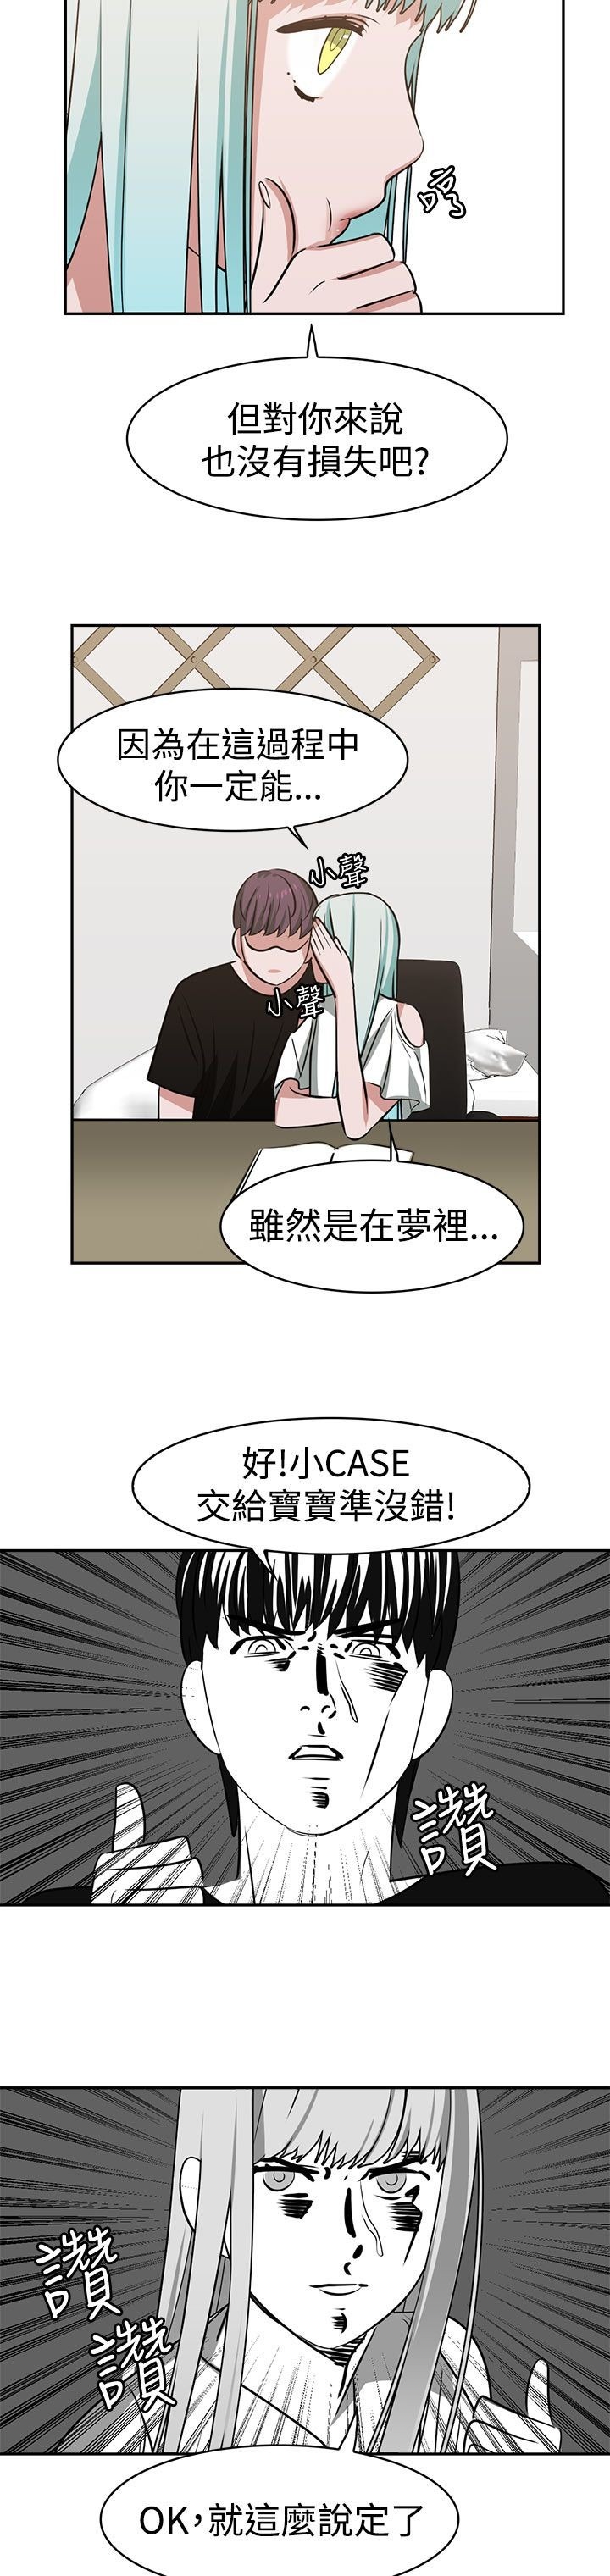 哼
但對你來說
也沒有損失吧?
因為在這過程中
你一定能...
小聲
小聲
雖然是在夢裡...
好!小CASE
交給寶寶準沒錯!
讚
讚
讚
OK,就這麼說定了